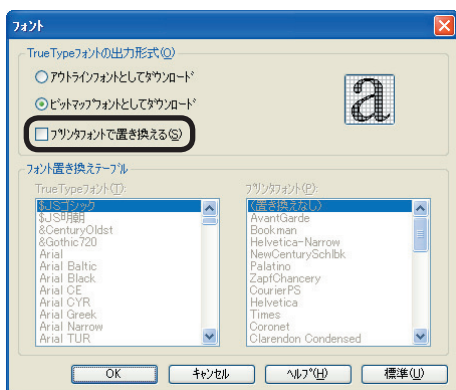 フォント
TrueTypeフォントの出力形式(O)
アウトラインフォントとしてダウンロード
ビットマップフォントとしてダウンロード
プリンタフォントで置き換える(S)
a
フォント置き換えテーブル
TrueTypeフォント(T):
$JSゴシック
$JS明朝
&CenturyOldst
&Gothic720
Arial
Arial Baltic
Arial Black
Arial CE
Arial CYR
Arial Greek
Arial Narrow
Arial TUR
プリンタフォント(P):
(置き換えなし)
AvantGarde
Bookman
Helvetica-Narrow
NewCenturySchlbk
Palatino
ZapfChancery
CourierPS
Helvetica
Times
Coronet
Clarendon Condensed
OK
キャンセル
ヘルプ(H)
標準(U)